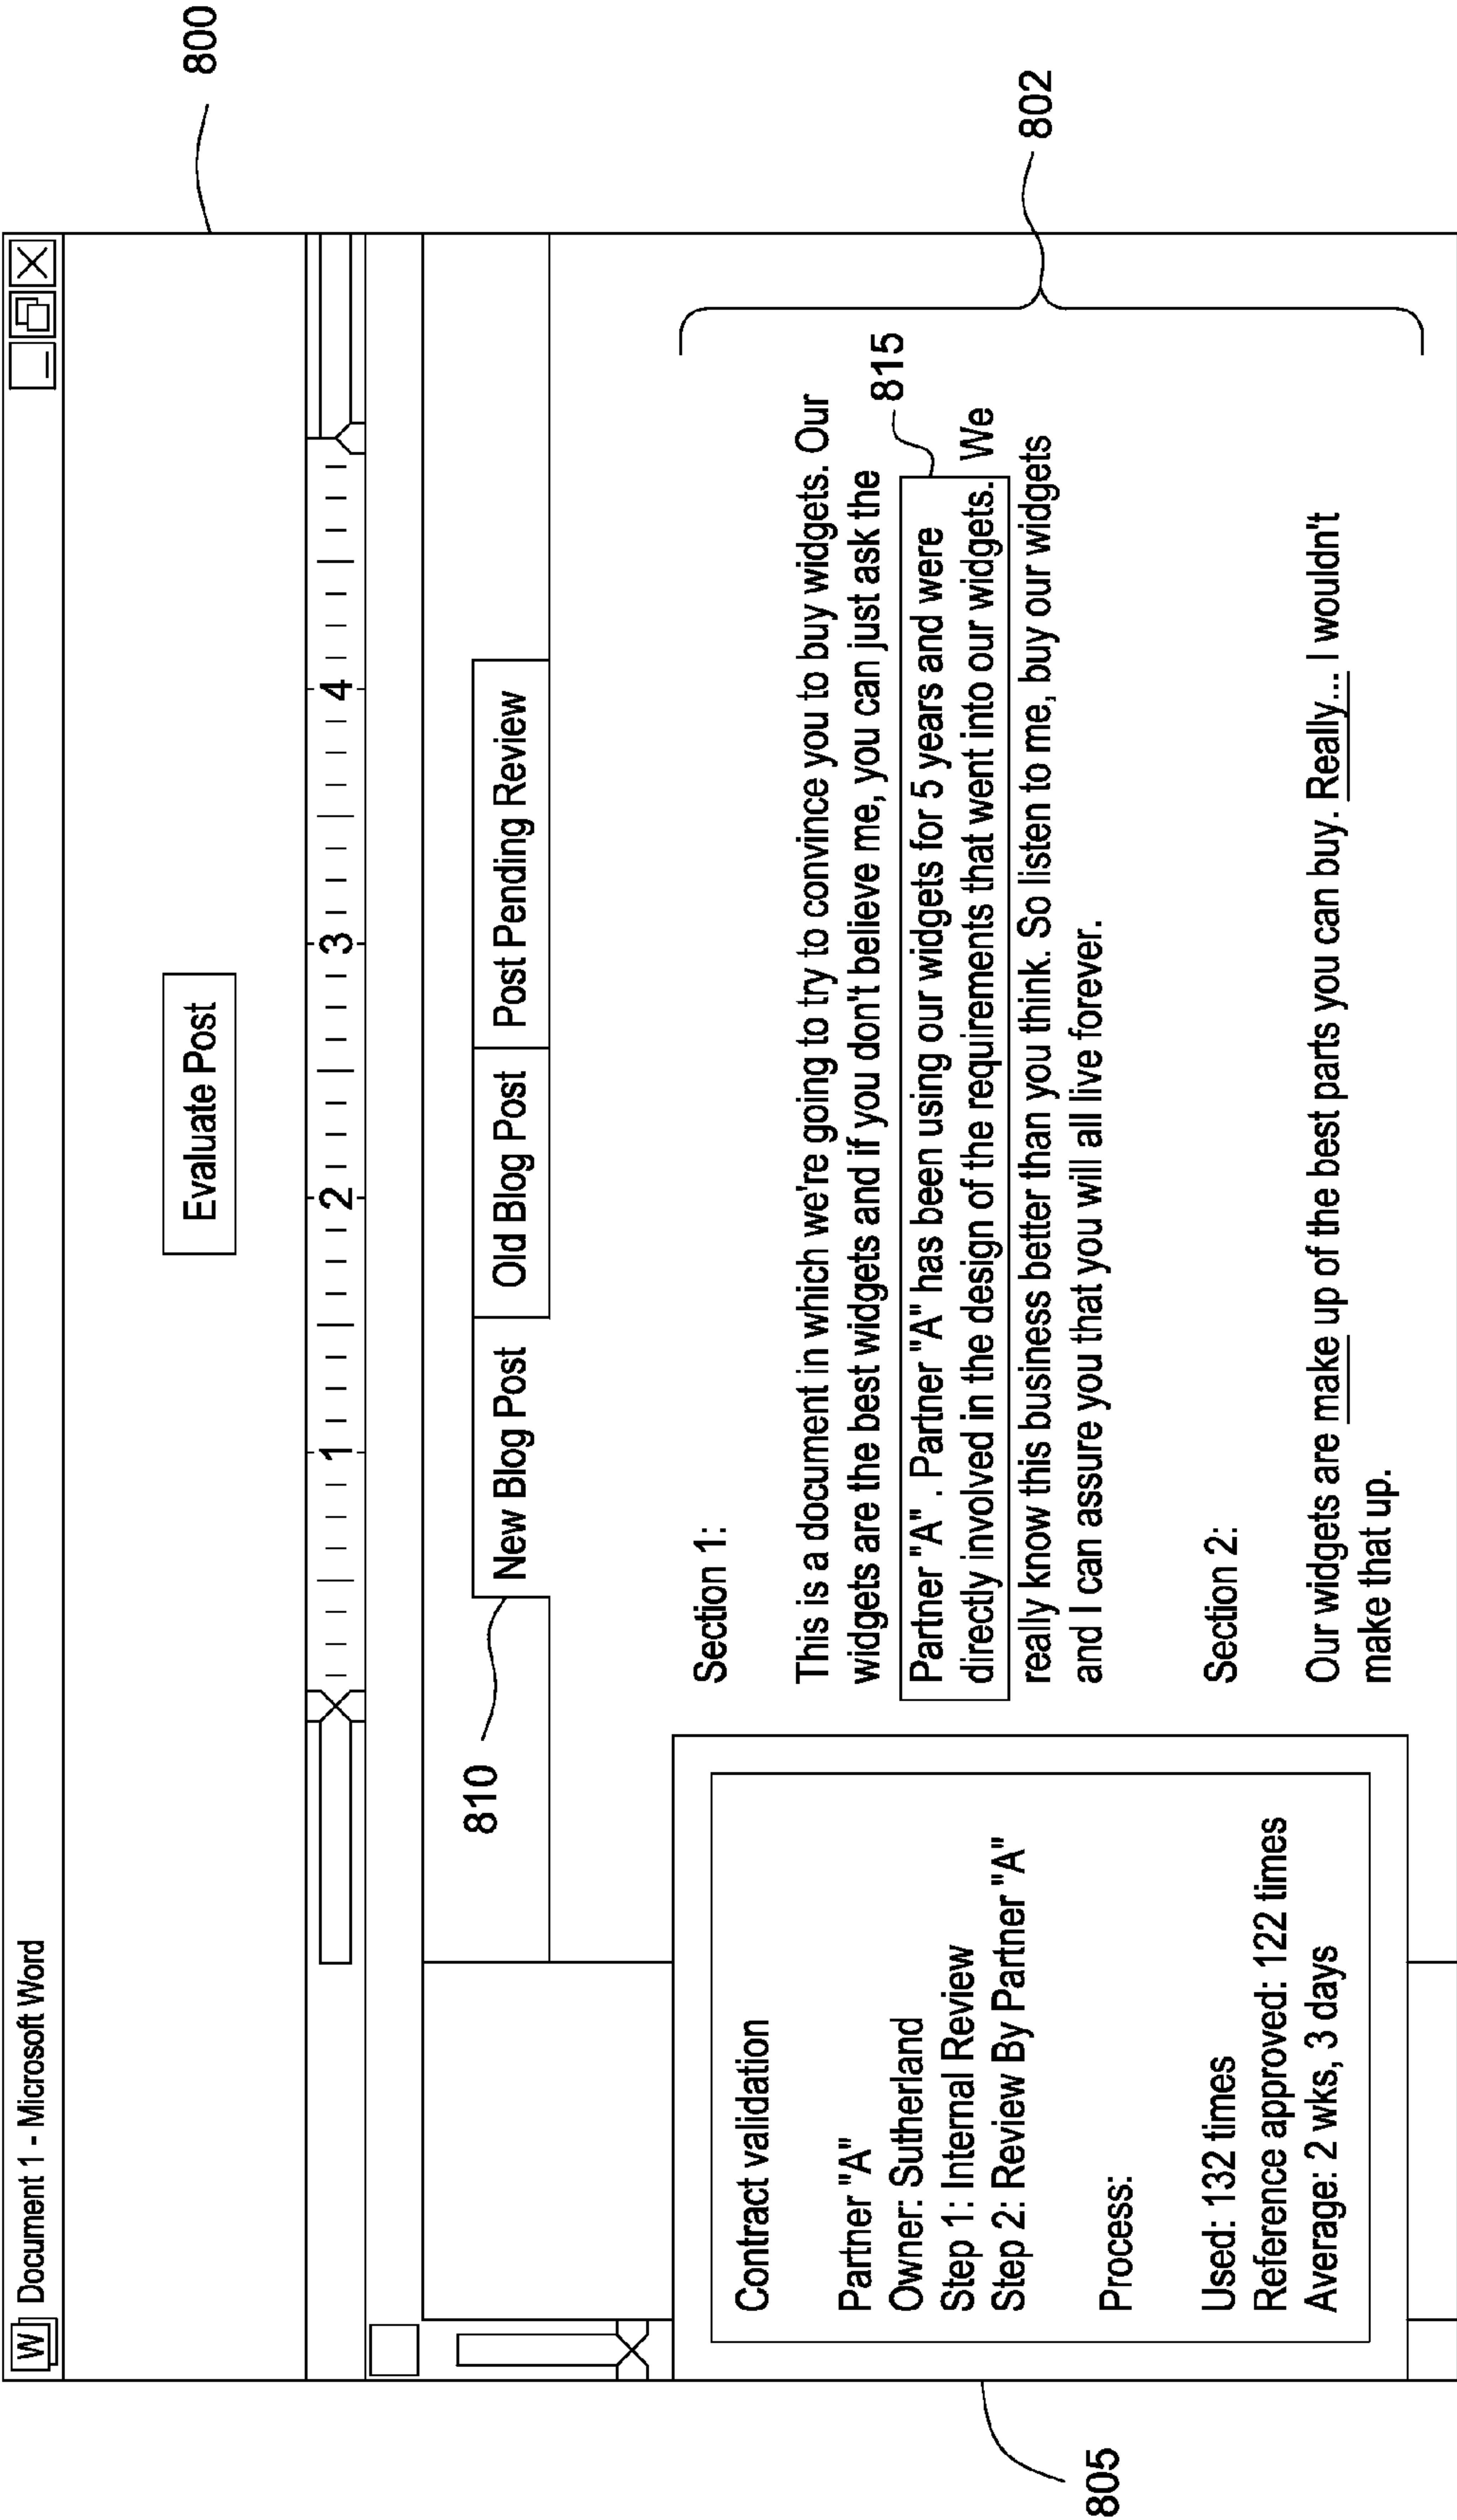 W Document 1 - Microsoft Word
800
Evaluate Post
1 2 3 4
810
New Blog Post Old Blog Post Post Pending Review
802
Section 1:
This is a document in which we're going to try to convince you to buy widgets. Our
widgets are the best widgets and if you don't believe me, you can just ask the
815
Partner "A" . Partner "A" has been using our widgets for 5 years and were
directly involved in the design of the requirements that went into our widgets. We
really know this business better than you think. So listen to me, buy our widgets
and I can assure you that you will all live forever.
Section 2:
Our widgets are make up of the best parts you can buy. Really... I wouldn't
make that up.
805
Contract validation
Partner "A"
Owner: Sutherland
Step 1: Internal Review
Step 2: Review By Partner "A"
Process:
Used: 132 times
Reference approved: 122 times
Average: 2 wks, 3 days